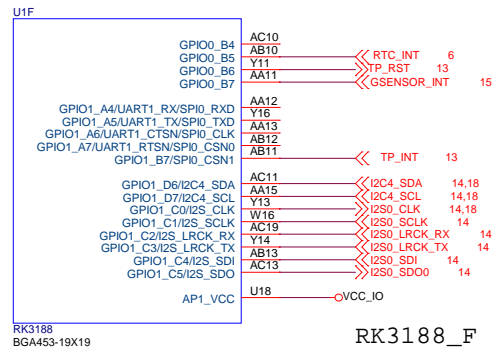 U1F
GPIO0_B4 AC10
GPIO0_B5 AB10 RTC_INT 6
GPIO0_B6 Y11 TP_RST 13
GPIO0_B7 AA11 GSENSOR_INT 15
GPIO1_A4/UART1_RX/SPI0_RXD AA12
GPIO1_A5/UART1_TX/SPI0_TXD Y16
GPIO1_A6/UART1_CTSN/SPI0_CLK AA13
GPIO1_A7/UART1_RTSN/SPI0_CSN0 AB12
GPIO1_B7/SPI0_CSN1 AB11 TP_INT 13
GPIO1_D6/I2C4_SDA AC11 I2C4_SDA 14,18
GPIO1_D7/I2C4_SCL AA15 I2C4_SCL 14,18
GPIO1_C0/I2S_CLK Y13 I2S0_CLK 14,18
GPIO1_C1/I2S_SCLK W16 I2S0_SCLK 14
GPIO1_C2/I2S_LRCK_RX AC19 I2S0_LRCK_RX 14
GPIO1_C3/I2S_LRCK_TX Y14 I2S0_LRCK_TX 14
GPIO1_C4/I2S_SDI AB13 I2S0_SDI 14
GPIO1_C5/I2S_SDO AC13 I2S0_SDO0 14
AP1_VCC U18 VCC_IO
RK3188
BGA453-19X19
RK3188_F